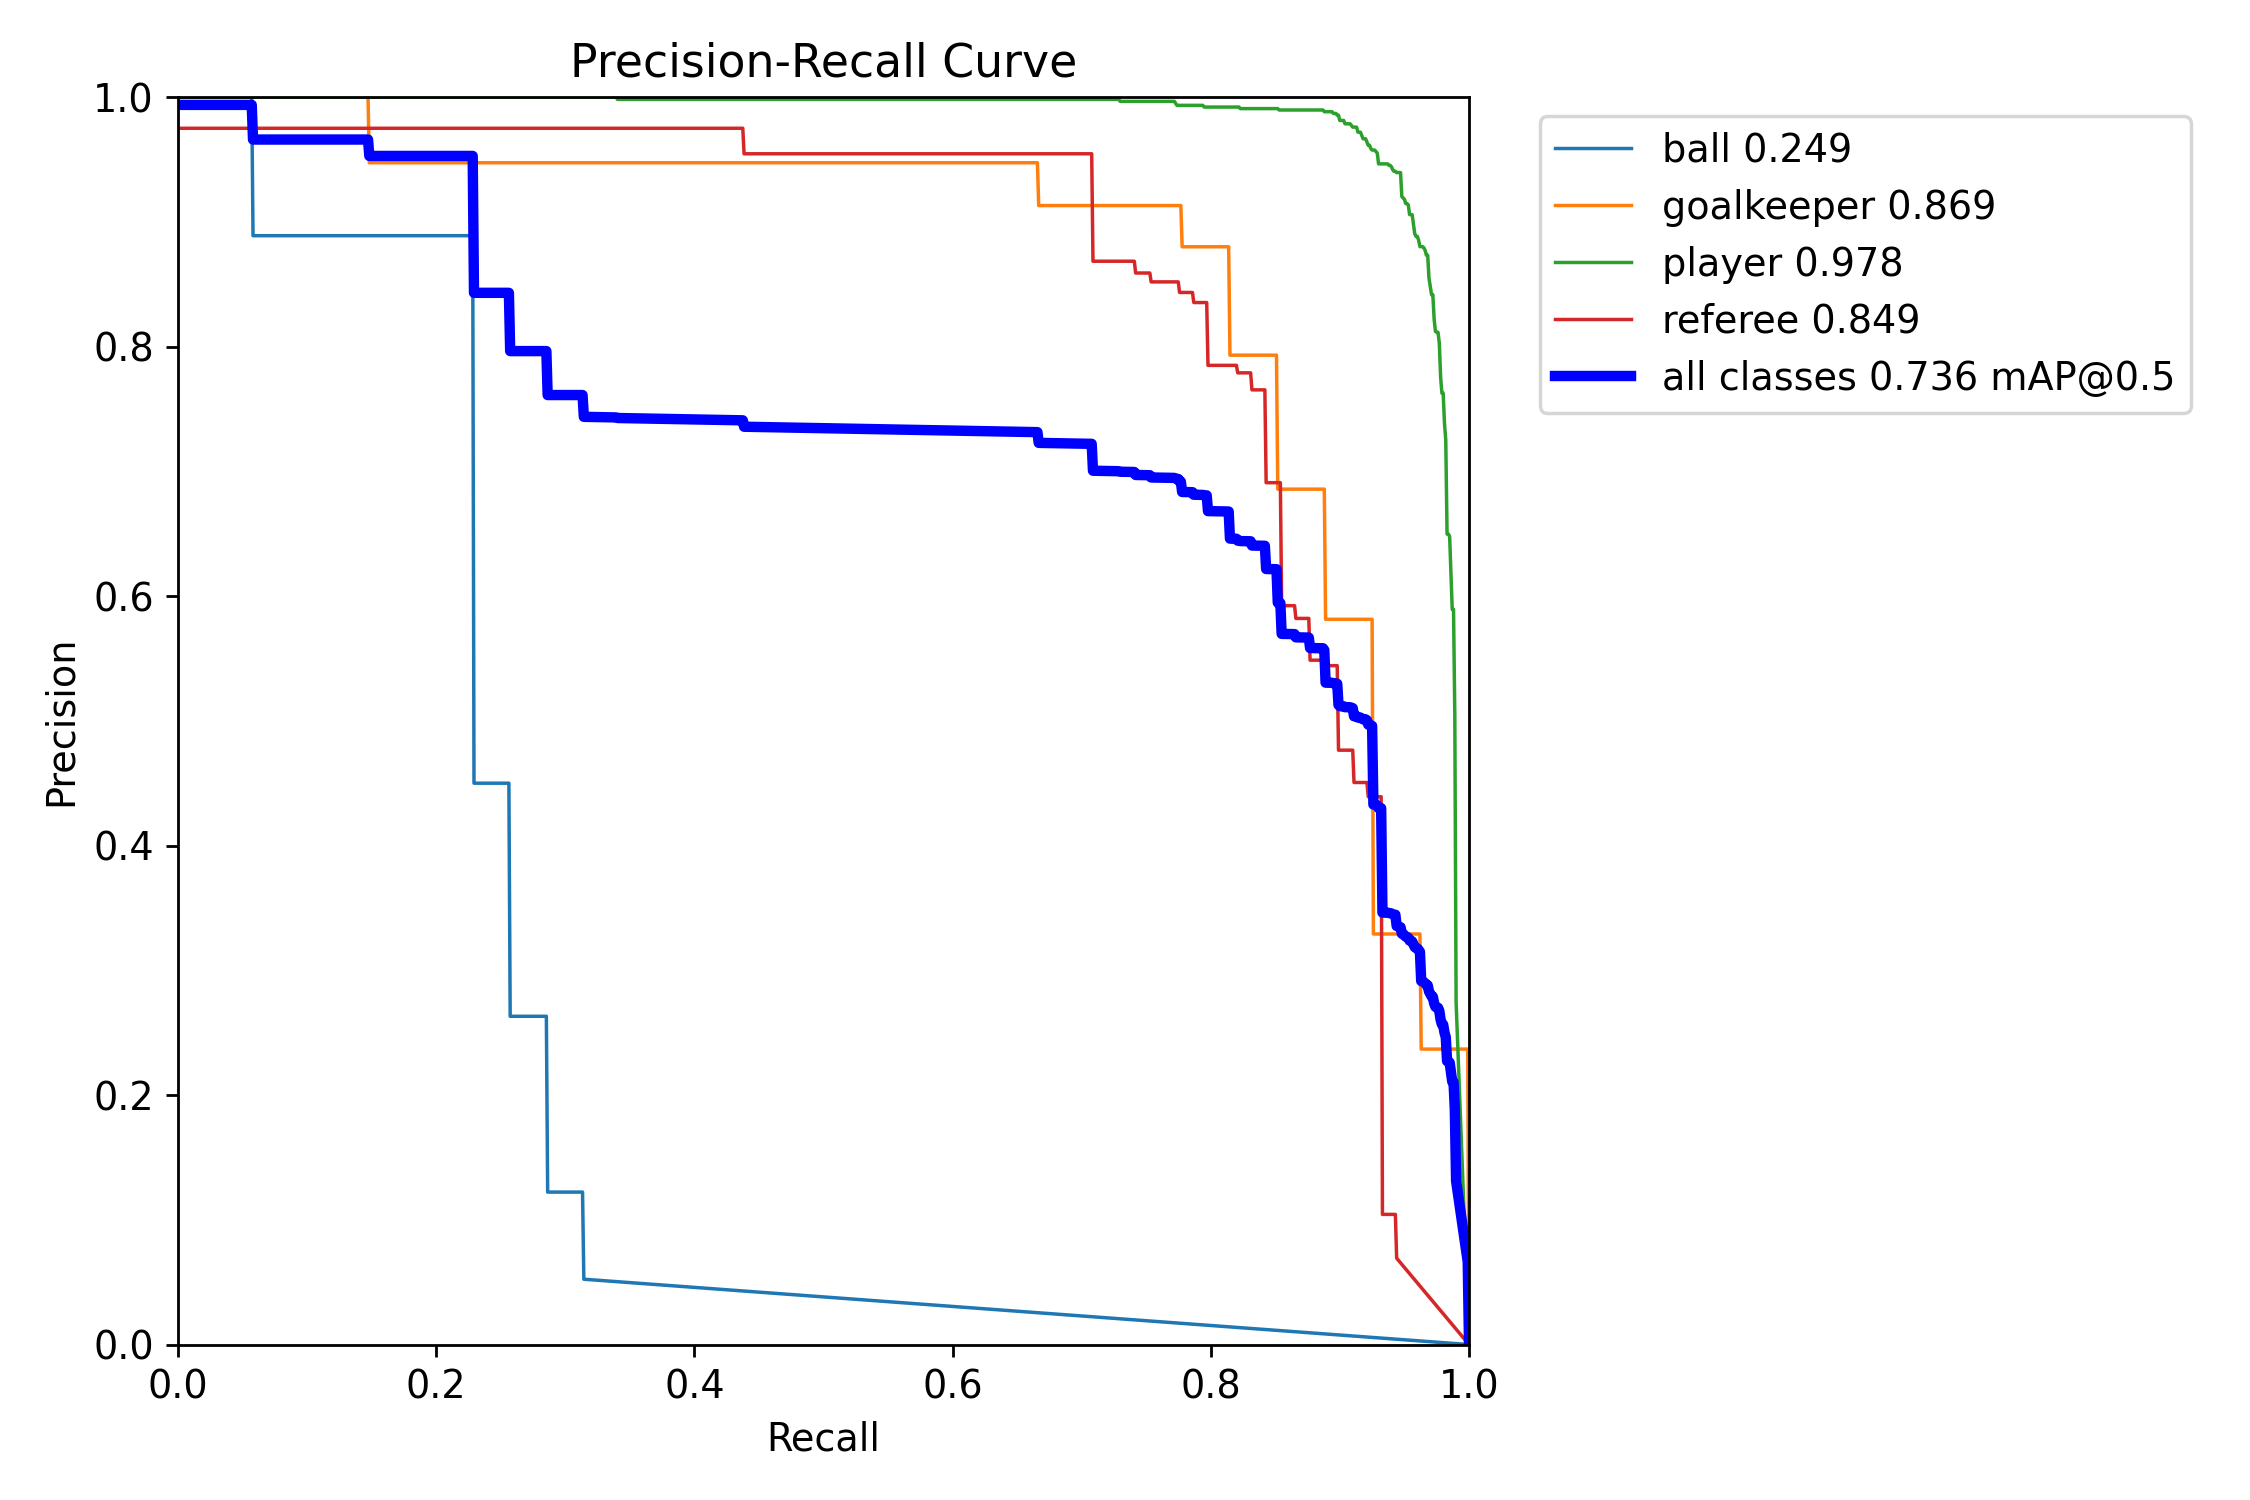 Precision-Recall Curve
1.0
0.8
0.6
0.4
0.2
0.0
Precision
0.0 0.2 0.4 0.6 0.8 1.0
Recall
ball 0.249
goalkeeper 0.869
player 0.978
referee 0.849
all classes 0.736 mAP@0.5